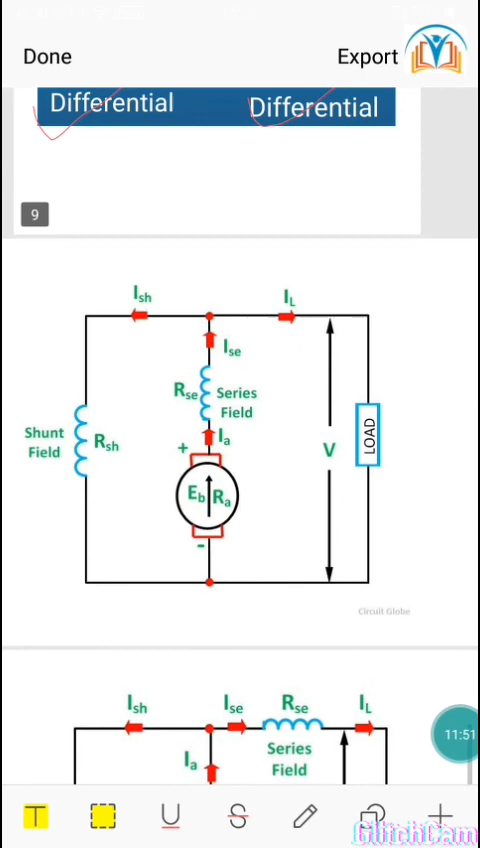 Done
Export
Differential
Differential
9
Ish
IL
Ise
Rse
Series
Field
Shunt
Field
Rsh
Ia
+
Eb
Ra
-
V
LOAD
Circuit Globe
Ish
Ise
Rse
IL
Ia
Series
Field
11:51
T
U
S
GlitchCam